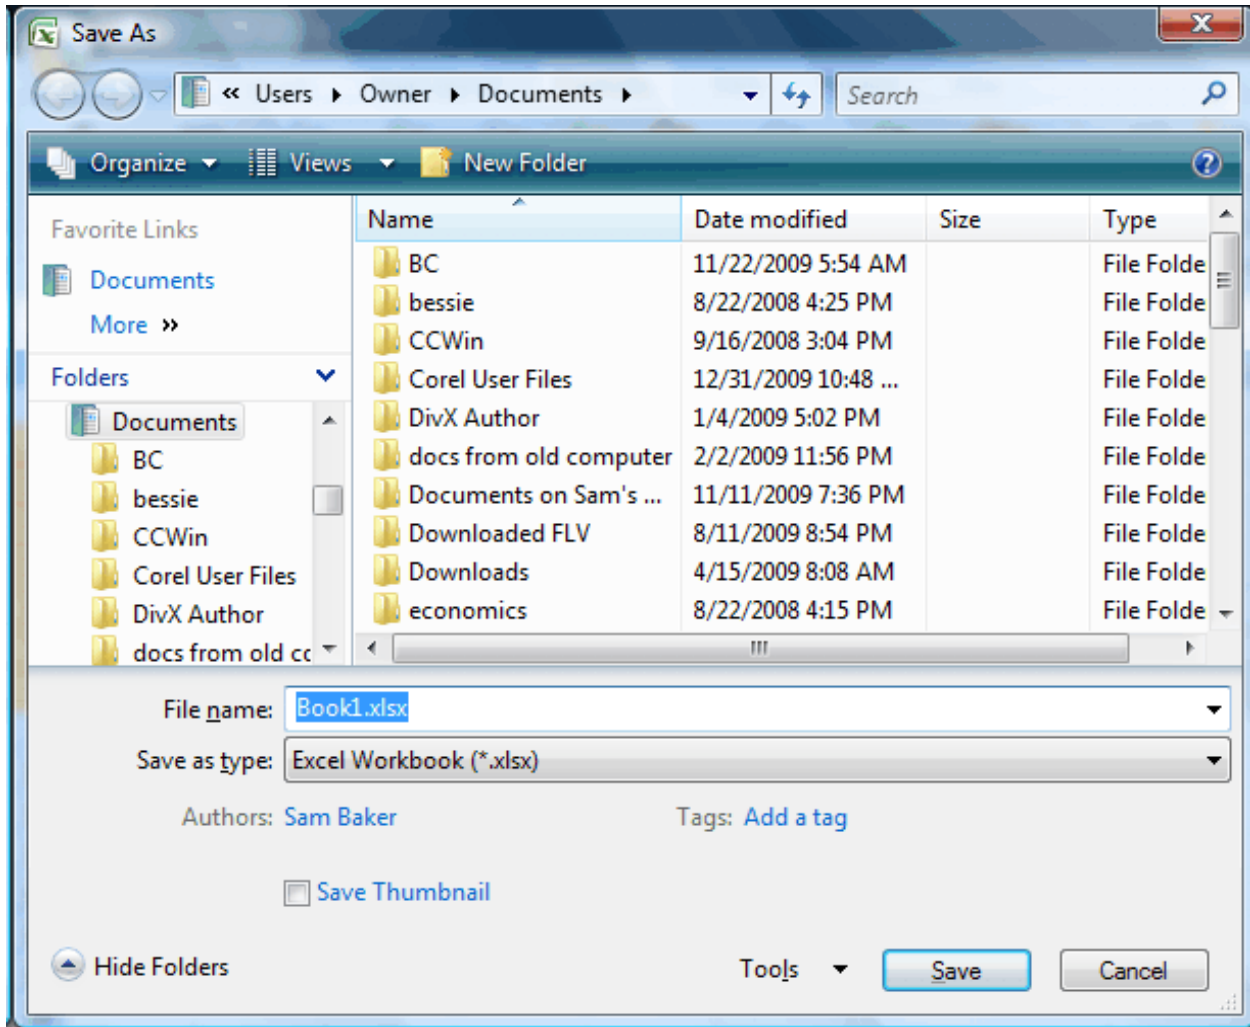 Save As
« Users ▸ Owner ▸ Documents ▸ Search
Organize Views New Folder
Favorite Links
Documents
More »
Folders
Documents
BC
bessie
CCWin
Corel User Files
DivX Author
docs from old cc
Name Date modified Size Type
BC 11/22/2009 5:54 AM File Folde
bessie 8/22/2008 4:25 PM File Folde
CCWin 9/16/2008 3:04 PM File Folde
Corel User Files 12/31/2009 10:48 ... File Folde
DivX Author 1/4/2009 5:02 PM File Folde
docs from old computer 2/2/2009 11:56 PM File Folde
Documents on Sam's ... 11/11/2009 7:36 PM File Folde
Downloaded FLV 8/11/2009 8:54 PM File Folde
Downloads 4/15/2009 8:08 AM File Folde
economics 8/22/2008 4:15 PM File Folde
File name: Book1.xlsx
Save as type: Excel Workbook (*.xlsx)
Authors: Sam Baker Tags: Add a tag
Save Thumbnail
Hide Folders Tools Save Cancel